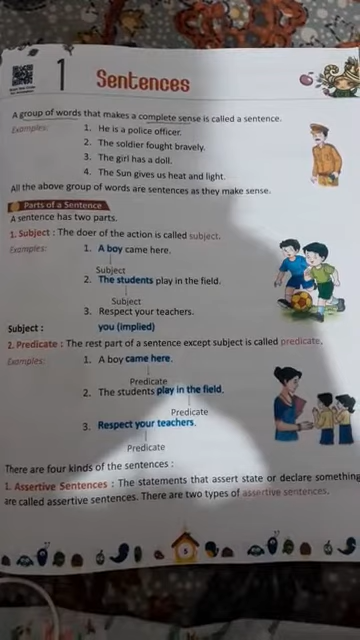 1 Sentences
A group of words that makes a complete sense is called a sentence.
Examples: 1. He is a police officer.
2. The soldier fought bravely.
3. The girl has a doll.
4. The Sun gives us heat and light.
All the above group of words are sentences as they make sense.
Parts of a Sentence
A sentence has two parts.
1. Subject : The doer of the action is called subject.
Examples: 1. A boy came here.
Subject
2. The students play in the field.
Subject
3. Respect your teachers.
Subject : you (implied)
2. Predicate : The rest part of a sentence except subject is called predicate.
Examples: 1. A boy came here.
Predicate
2. The students play in the field.
Predicate
3. Respect your teachers.
Predicate
There are four kinds of the sentences :
1. Assertive Sentences : The statements that assert state or declare something
are called assertive sentences. There are two types of assertive sentences.
5